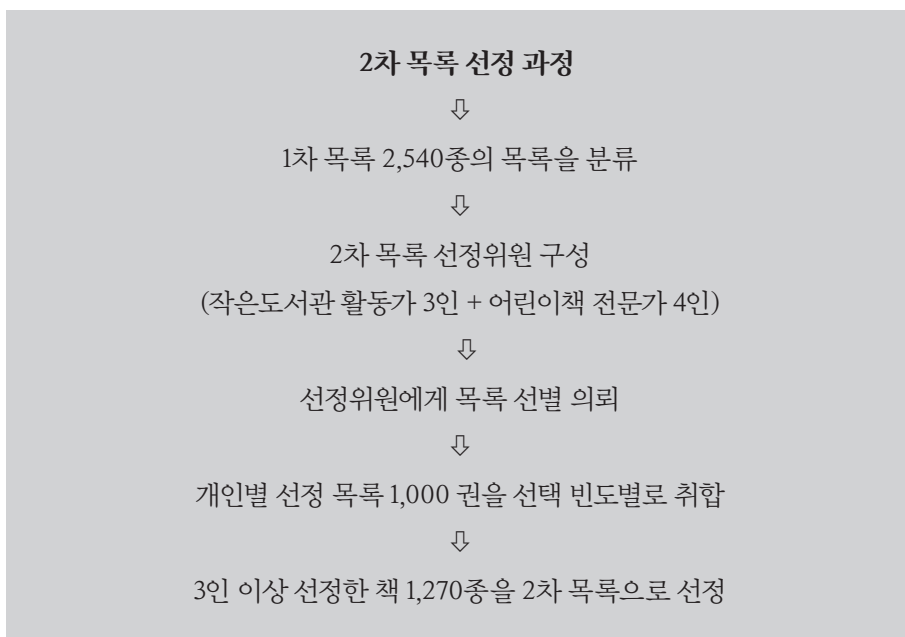 2차 목록 선정 과정
⇩
1차 목록 2,540종의 목록을 분류
⇩
2차 목록 선정위원 구성
(작은도서관 활동가 3인 + 어린이책 전문가 4인)
⇩
선정위원에게 목록 선별 의뢰
⇩
개인별 선정 목록 1,000 권을 선택 빈도별로 취합
⇩
3인 이상 선정한 책 1,270종을 2차 목록으로 선정